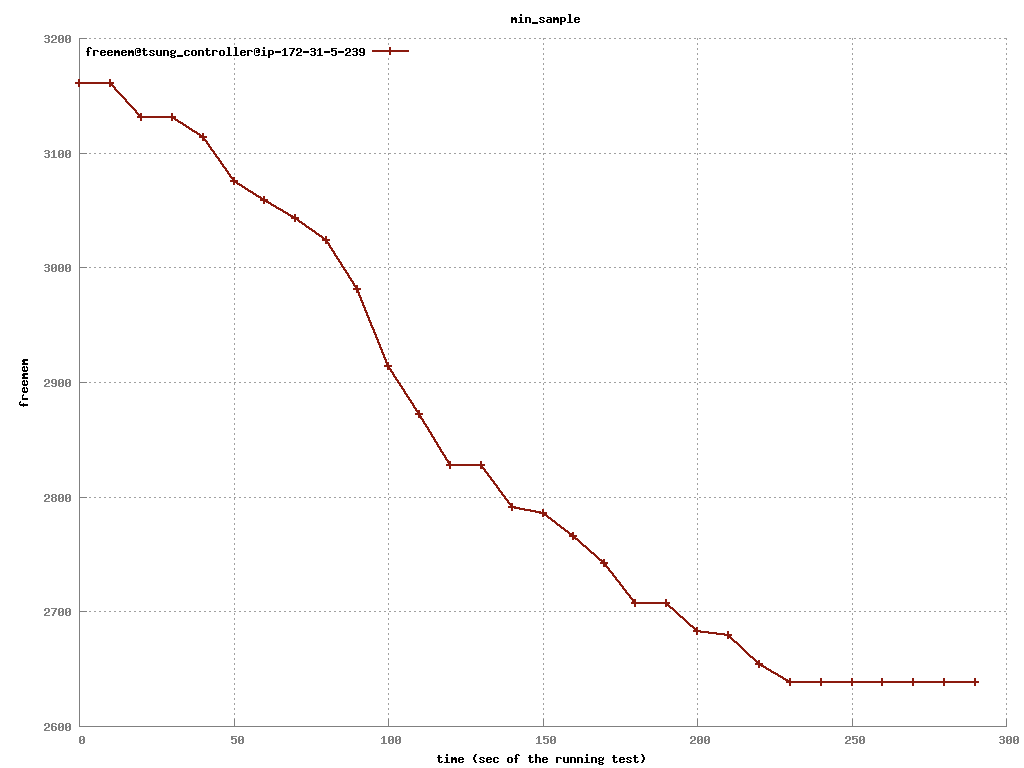 min_sample
freemem@tsung_controller@ip-172-31-5-239
3200
3100
3000
2900
2800
2700
2600
freemem
0 50 100 150 200 250 300
time (sec of the running test)